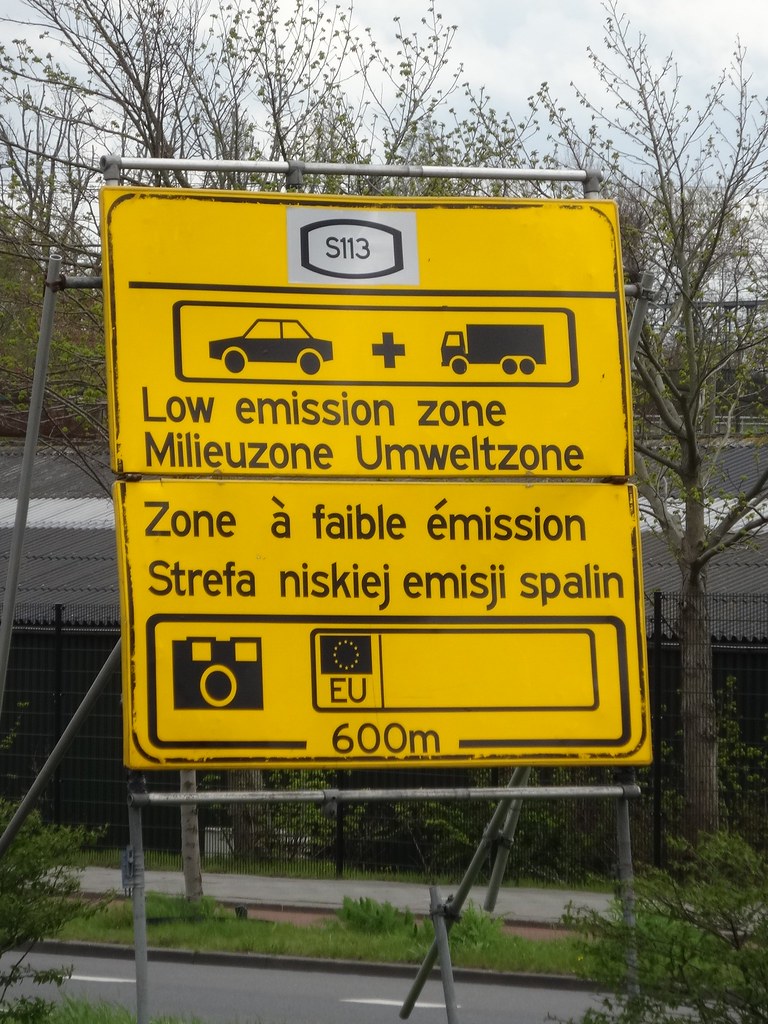 S113
Low emission zone
Milieuzone Umweltzone
Zone à faible émission
Strefa niskiej emisji spalin
EU
600m